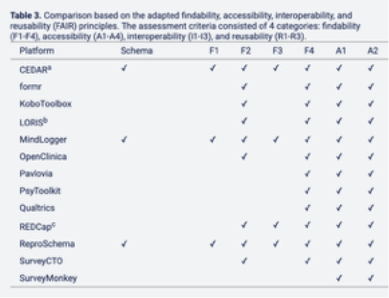 Table 3. Comparison based on the adapted findability, accessibility, interoperability, and
reusability (FAIR) principles. The assessment criteria consisted of 4 categories: findability
(F1-F4), accessibility (A1-A4), interoperability (I1-I3), and reusability (R1-R3).
Platform Schema F1 F2 F3 F4 A1 A2
CEDARa ✓ ✓ ✓ ✓ ✓ ✓ ✓
formr ✓ ✓ ✓ ✓
KoboToolbox ✓ ✓ ✓ ✓
LORISb ✓ ✓ ✓ ✓
MindLogger ✓ ✓ ✓ ✓ ✓ ✓ ✓
OpenClinica ✓ ✓ ✓ ✓
Pavlovia ✓ ✓ ✓
PsyToolkit ✓ ✓ ✓
Qualtrics ✓ ✓ ✓
REDCapc ✓ ✓ ✓ ✓ ✓
ReproSchema ✓ ✓ ✓ ✓ ✓ ✓ ✓
SurveyCTO ✓ ✓ ✓ ✓
SurveyMonkey ✓ ✓